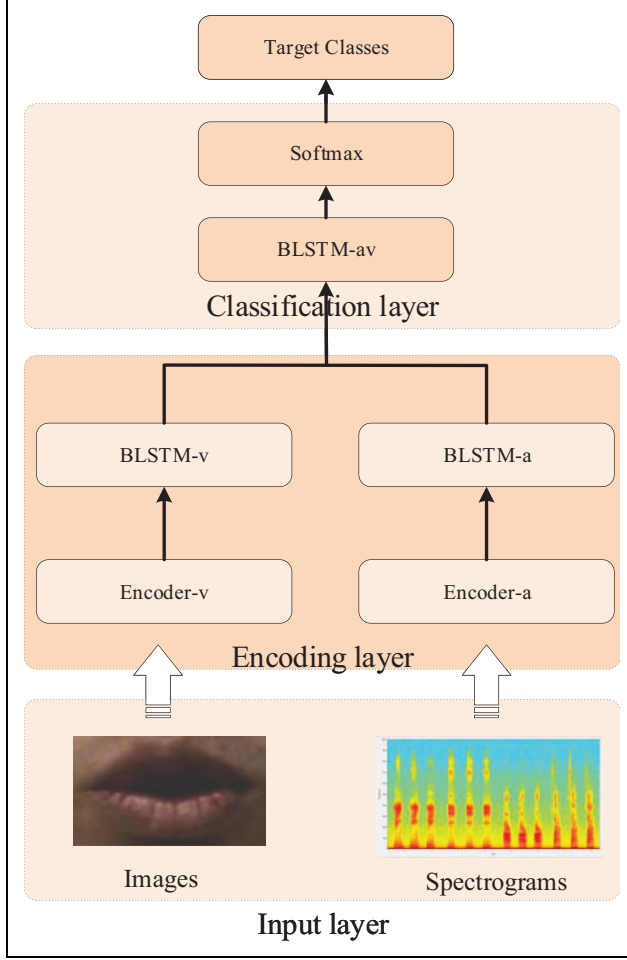 Target Classes
Softmax
BLSTM-av
Classification layer
BLSTM-v
BLSTM-a
Encoder-v
Encoder-a
Encoding layer
Images
Spectrograms
Input layer